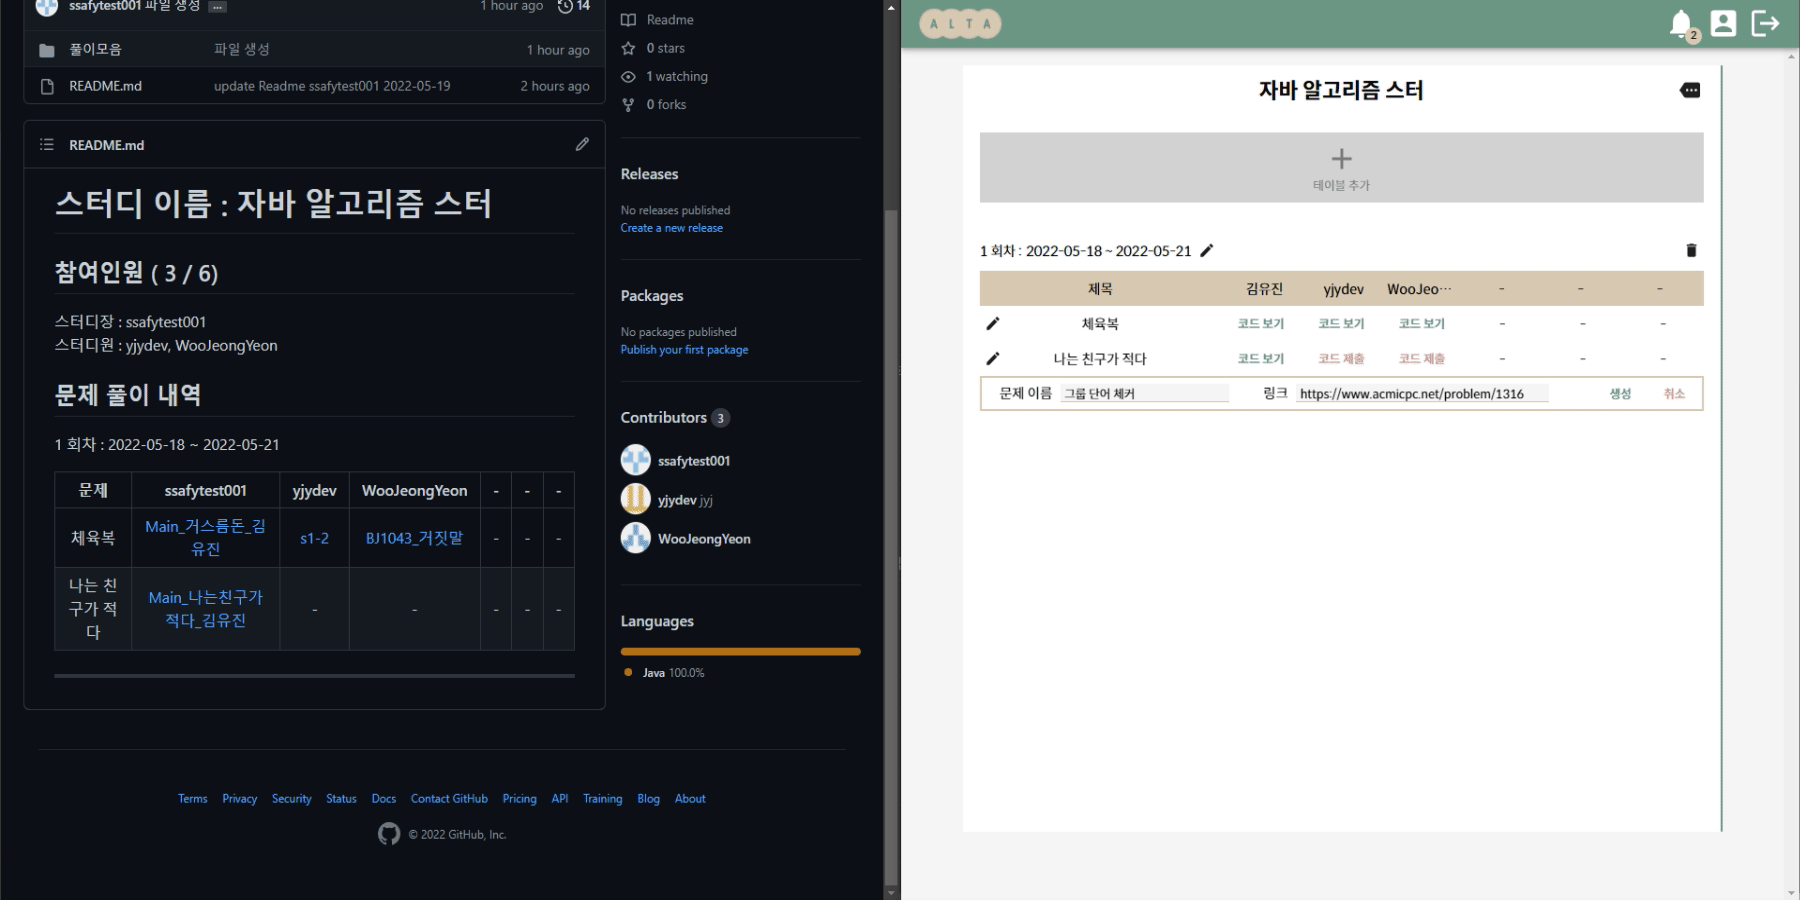 ssafytest001 파일 생성 ...
1 hour ago
14
풀이모음 파일 생성 1 hour ago
README.md update Readme ssafytest001 2022-05-19 2 hours ago
README.md
스터디 이름 : 자바 알고리즘 스터
참여인원 ( 3 / 6)
스터디장 : ssafytest001
스터디원 : yjydev, WooJeongYeon
문제 풀이 내역
1 회차 : 2022-05-18 ~ 2022-05-21
문제 ssafytest001 yjydev WooJeongYeon - - -
체육복 Main_거스름돈_김유진 s1-2 BJ1043_거짓말 - - -
나는 친구가 적다 Main_나는친구가적다_김유진 - - - - -
Readme
0 stars
1 watching
0 forks
Releases
No releases published
Create a new release
Packages
No packages published
Publish your first package
Contributors 3
ssafytest001
yjydev jyj
WooJeongYeon
Languages
Java 100.0%
Terms Privacy Security Status Docs Contact GitHub Pricing API Training Blog About
© 2022 GitHub, Inc.
A L T A
2
자바 알고리즘 스터
테이블 추가
1 회차 : 2022-05-18 ~ 2022-05-21
제목 김유진 yjydev WooJeo··· - - -
체육복 코드 보기 코드 보기 코드 보기 - - -
나는 친구가 적다 코드 보기 코드 제출 코드 제출 - - -
문제 이름 그룹 단어 체커 링크 https://www.acmicpc.net/problem/1316 생성 취소